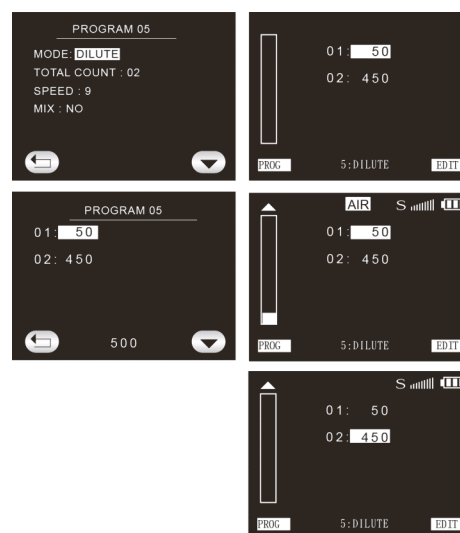 PROGRAM 05
MODE: DILUTE
TOTAL COUNT : 02
SPEED : 9
MIX : NO
01: 50
02: 450
PROG 5:DILUTE EDIT
PROGRAM 05
01: 50
02: 450
500
AIR S
01: 50
02: 450
PROG 5:DILUTE EDIT
S
01: 50
02: 450
PROG 5:DILUTE EDIT